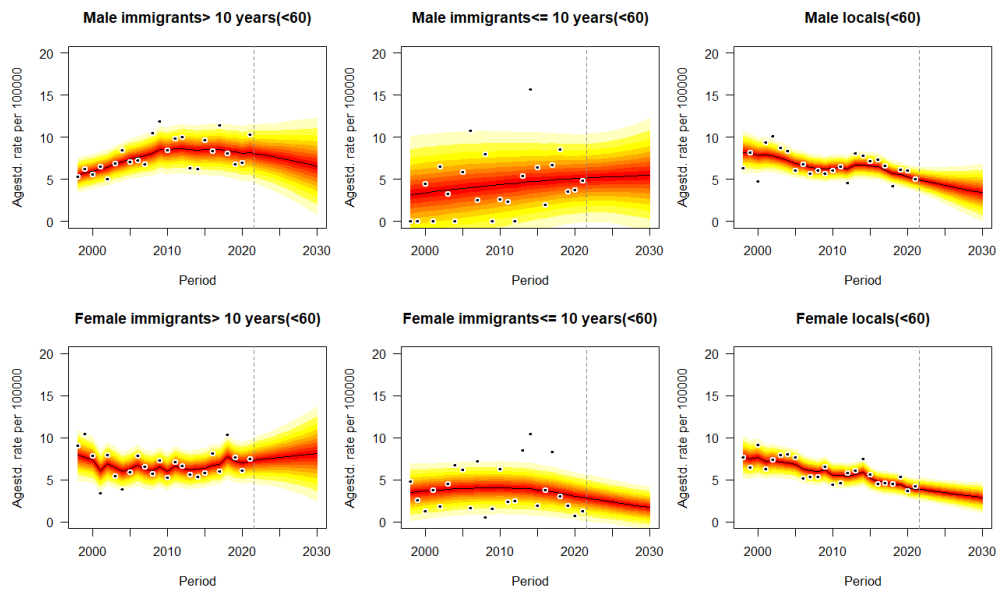 Male immigrants> 10 years(<60)
Agestd. rate per 100000
20
15
10
5
0
2000 2010 2020 2030
Period
Male immigrants<= 10 years(<60)
Agestd. rate per 100000
20
15
10
5
0
2000 2010 2020 2030
Period
Male locals(<60)
Agestd. rate per 100000
20
15
10
5
0
2000 2010 2020 2030
Period
Female immigrants> 10 years(<60)
Agestd. rate per 100000
20
15
10
5
0
2000 2010 2020 2030
Period
Female immigrants<= 10 years(<60)
Agestd. rate per 100000
20
15
10
5
0
2000 2010 2020 2030
Period
Female locals(<60)
Agestd. rate per 100000
20
15
10
5
0
2000 2010 2020 2030
Period